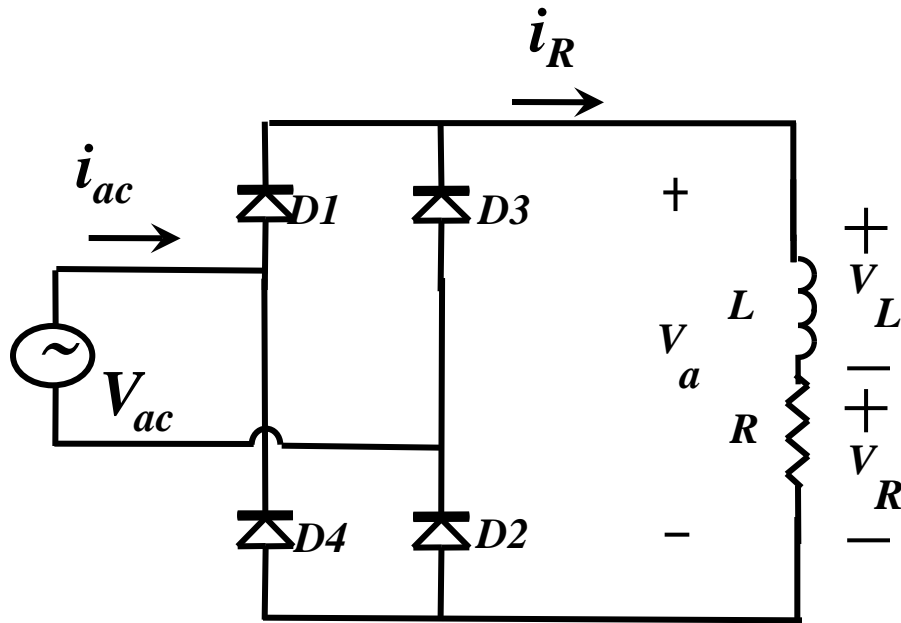 i_R
i_ac
D1
D3
+
+
V_L
L
V_a
−
~
V_ac
+
R
V_R
D4
D2
−
−